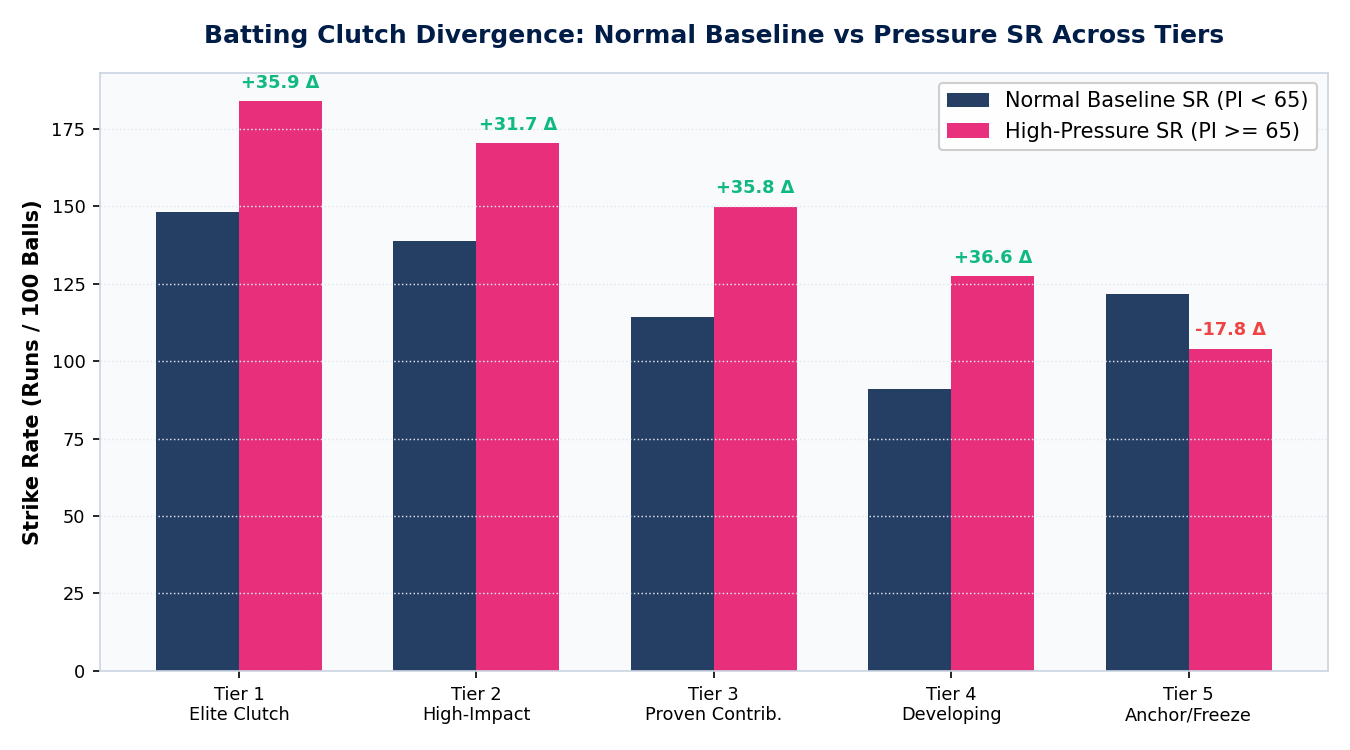 Batting Clutch Divergence: Normal Baseline vs Pressure SR Across Tiers
Normal Baseline SR (PI < 65)
High-Pressure SR (PI >= 65)
Strike Rate (Runs / 100 Balls)
175
150
125
100
75
50
25
0
+35.9 Δ
+31.7 Δ
+35.8 Δ
+36.6 Δ
-17.8 Δ
Tier 1
Elite Clutch
Tier 2
High-Impact
Tier 3
Proven Contrib.
Tier 4
Developing
Tier 5
Anchor/Freeze